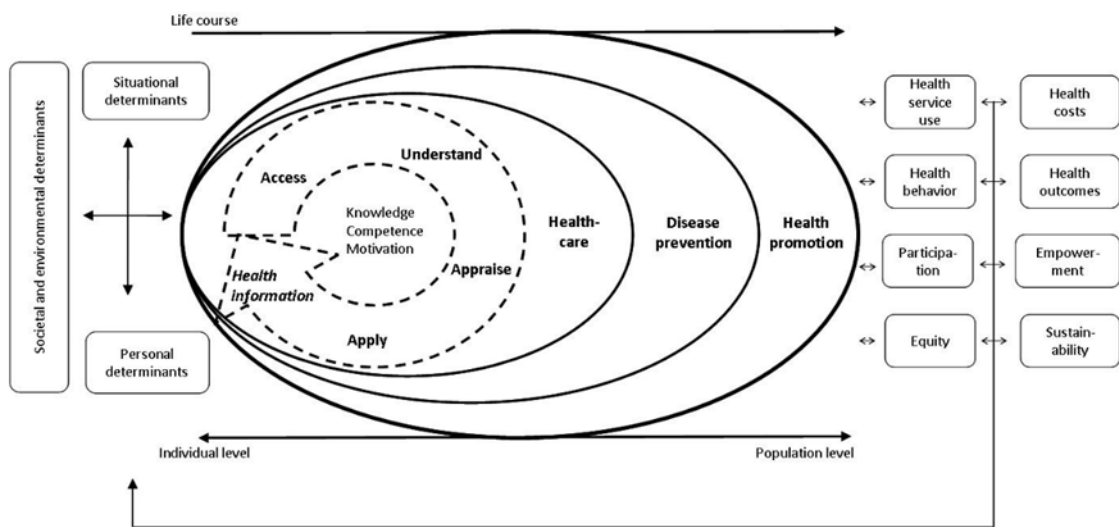 Life course
Societal and environmental determinants
Situational
determinants
Personal
determinants
Access
Understand
Appraise
Apply
Health
information
Knowledge
Competence
Motivation
Health-
care
Disease
prevention
Health
promotion
Individual level
Population level
Health
service
use
Health
costs
Health
behavior
Health
outcomes
Participa-
tion
Empower-
ment
Equity
Sustain-
ability